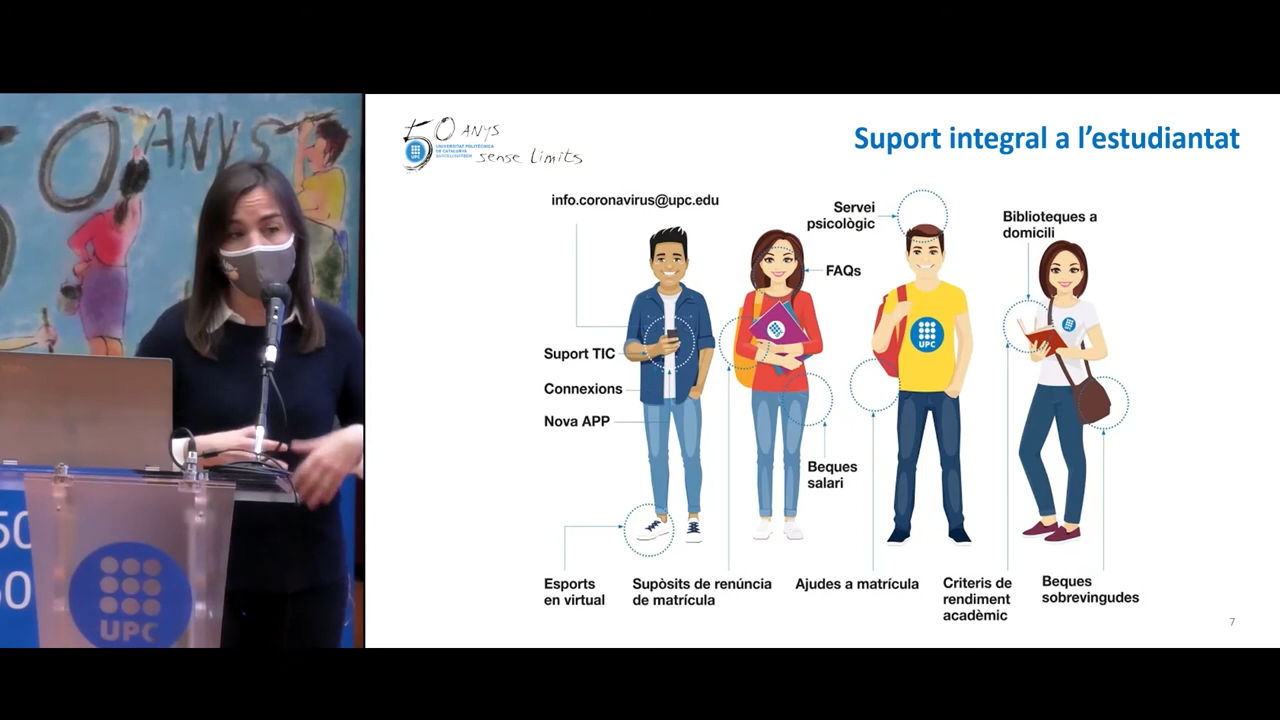 50 ANYS
UPC
50 ANYS
UNIVERSITAT POLITÈCNICA
DE CATALUNYA
BARCELONATECH
sense límits
Suport integral a l’estudiantat
info.coronavirus@upc.edu
Servei
psicològic
Biblioteques a
domicili
FAQs
Suport TIC
Connexions
Nova APP
UPC
Beques
salari
Esports
en virtual
Supòsits de renúncia
de matrícula
Ajudes a matrícula
Criteris de
rendiment
acadèmic
Beques
sobrevingudes
7